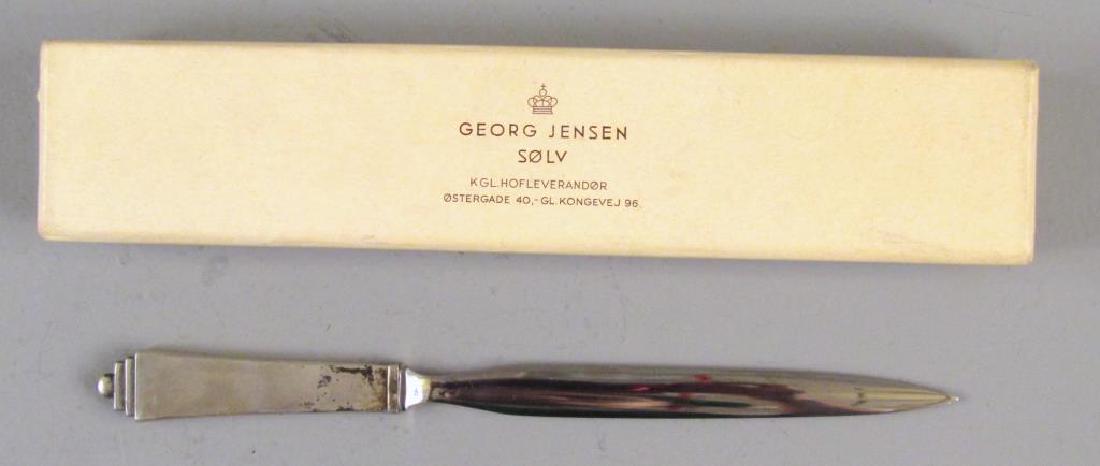 GEORG JENSEN
SØLV
KGL. HOFLEVERANDØR
ØSTERGADE 40,-GL. KONGEVEJ 96